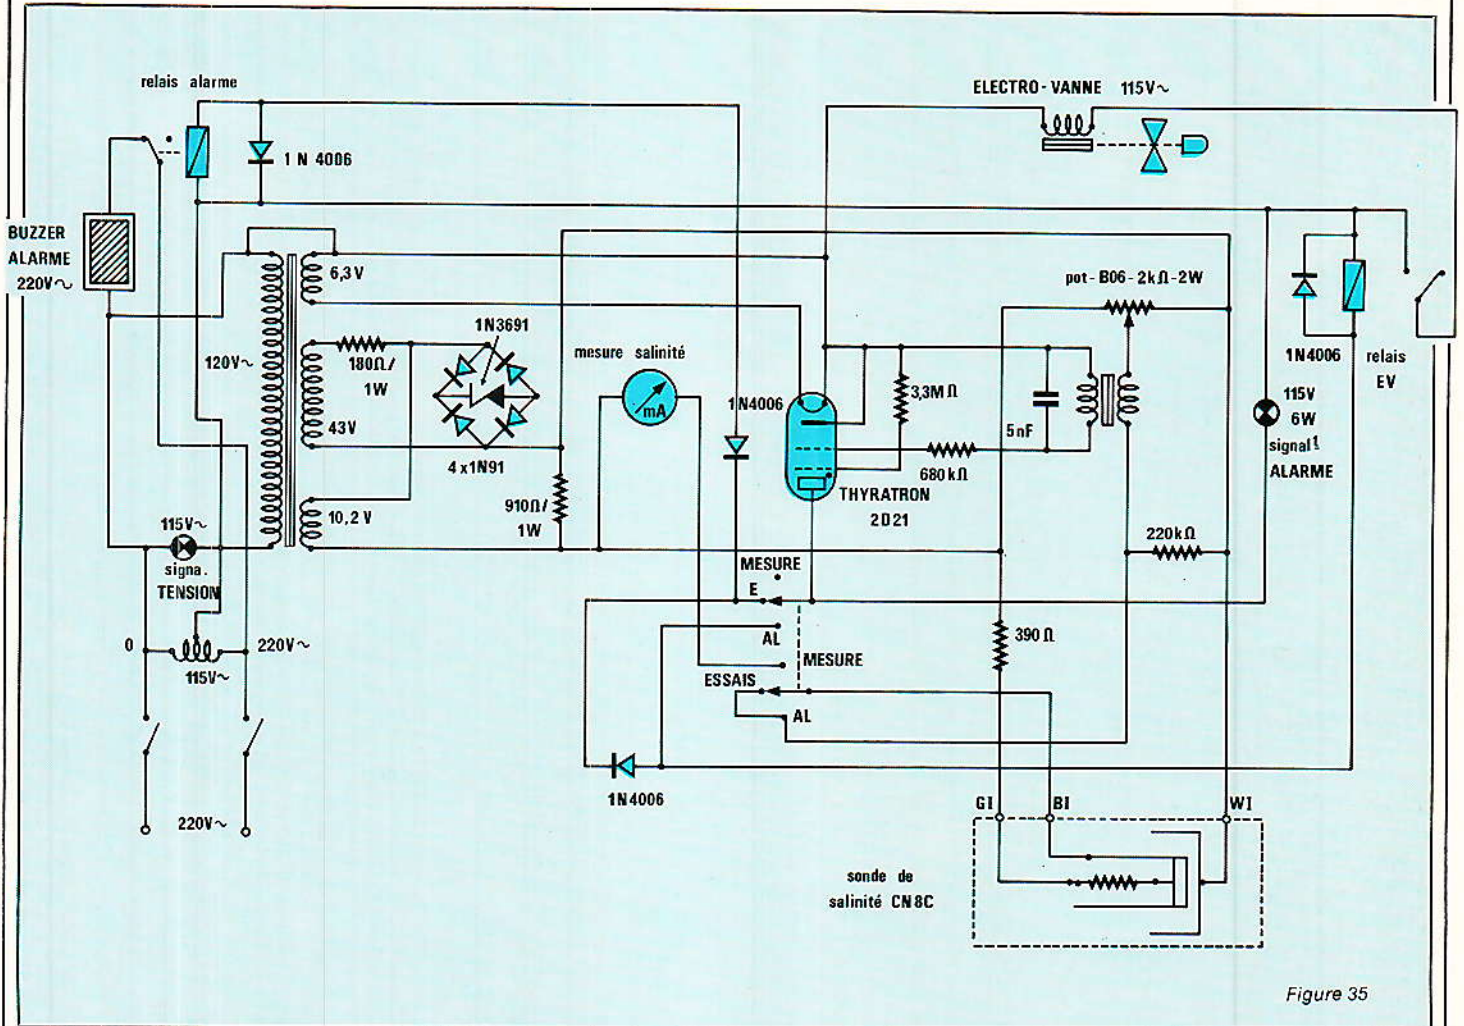 relais alarme
ELECTRO-VANNE 115V~
1 N 4006
BUZZER
ALARME
220V~
6,3 V
pot-B06-2kΩ-2W
1N3691
120V~
180Ω/
1W
mesure salinité
mA
1N4006
3,3MΩ
1N4006
relais
EV
115V
6W
signal!
ALARME
5nF
43V
4x1N91
680kΩ
THYRATRON
2D21
910Ω/
1W
10,2 V
115V~
signa.
TENSION
220kΩ
MESURE
E
AL
390 Ω
0
220V~
115V~
MESURE
ESSAIS
AL
1N4006
220V~
GI
BI
WI
sonde de
salinité CN8C
Figure 35